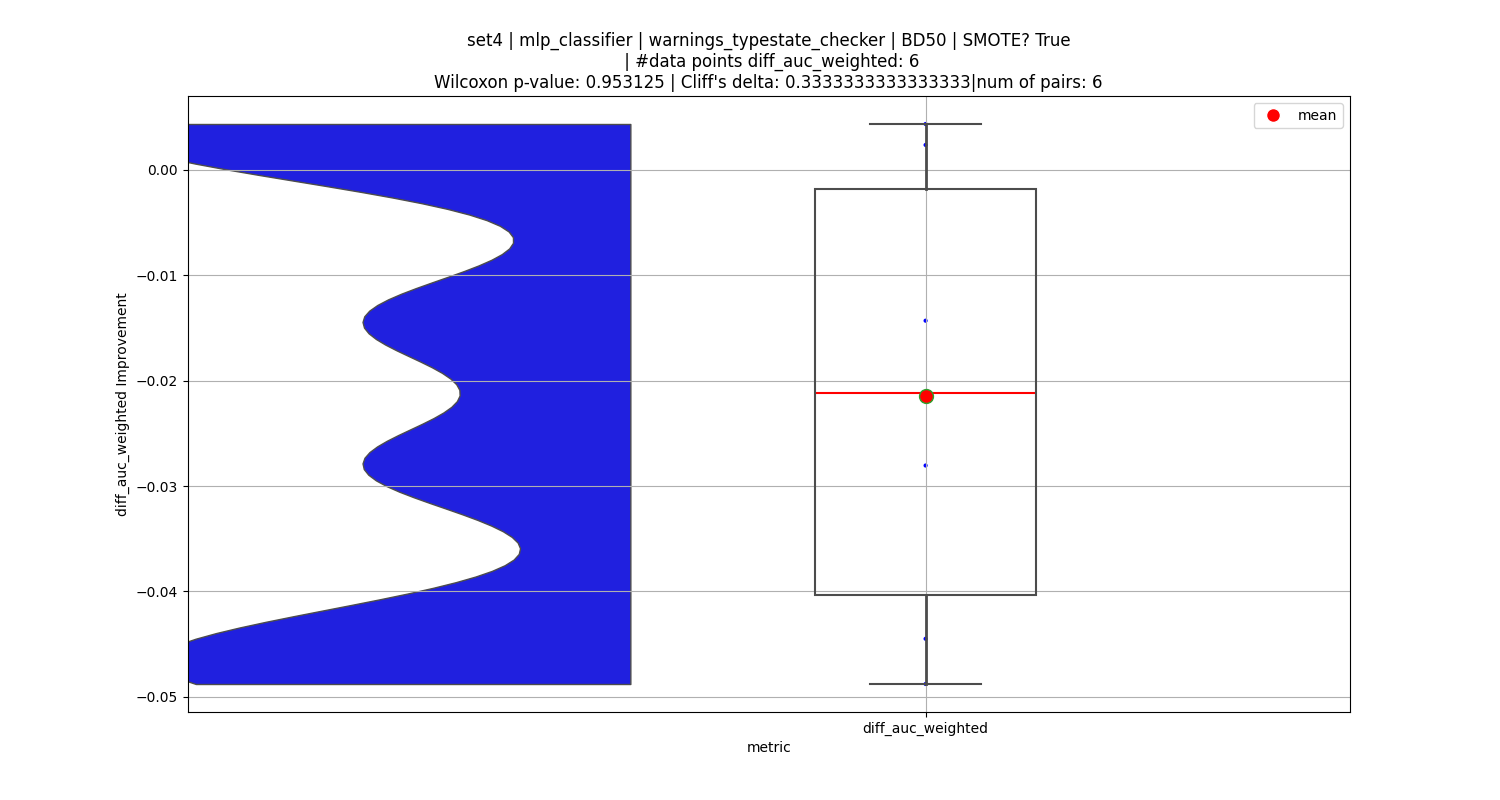 set4 | mlp_classifier | warnings_typestate_checker | BD50 | SMOTE? True
| #data points diff_auc_weighted: 6
Wilcoxon p-value: 0.953125 | Cliff's delta: 0.3333333333333333|num of pairs: 6
mean
0.00
−0.01
−0.02
−0.03
−0.04
−0.05
diff_auc_weighted Improvement
diff_auc_weighted
metric